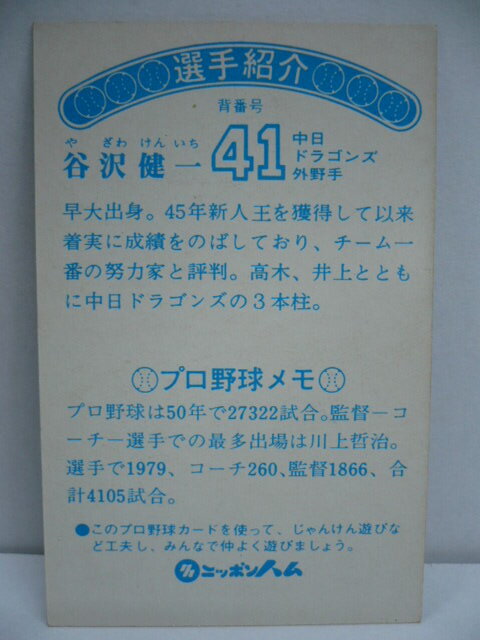 選手紹介
背番号
や ざわ けん いち
谷沢健一
41
中日
ドラゴンズ
外野手
早大出身。45年新人王を獲得して以来
着実に成績をのばしており、チーム一
番の努力家と評判。高木、井上ととも
に中日ドラゴンズの3本柱。
プロ野球メモ
プロ野球は50年で27322試合。監督ーコ
ーチー選手での最多出場は川上哲治。
選手で1979、コーチ260、監督1866、合
計4105試合。
●このプロ野球カードを使って、じゃんけん遊びな
ど工夫し、みんなで仲よく遊びましょう。
ニッポンハム